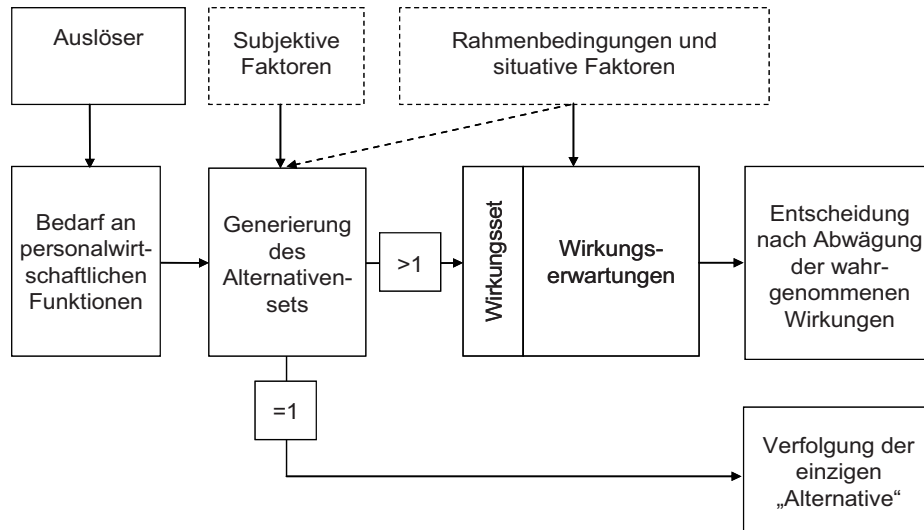 Auslöser
Subjektive
Faktoren
Rahmenbedingungen und
situative Faktoren
Bedarf an
personalwirt-
schaftlichen
Funktionen
Generierung
des
Alternativen-
sets
>1
Wirkungsset
Wirkungs-
erwartungen
Entscheidung
nach Abwägung
der wahr-
genommenen
Wirkungen
=1
Verfolgung der
einzigen
„Alternative“